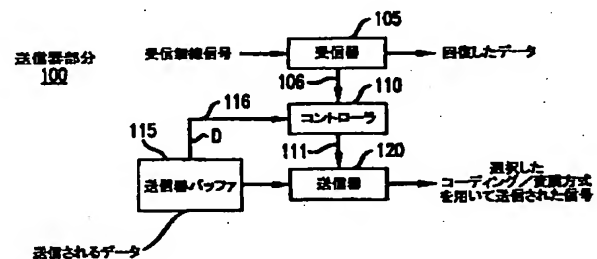 送信器部分
100
受信無線信号
105
受信器
回復したデータ
106
110
116
コントローラ
115
D
111
120
送信器バッファ
送信器
選択した
コーディング/変調方式
を用いて送信された信号
送信されるデータ